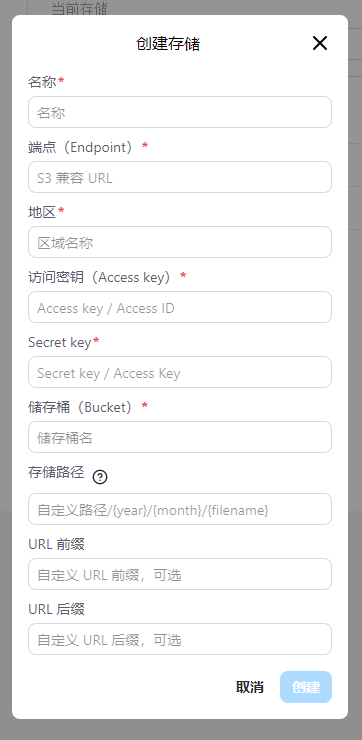 当前存储
创建存储
名称*
名称
端点（Endpoint）*
S3 兼容 URL
地区*
区域名称
访问密钥（Access key）*
Access key / Access ID
Secret key*
Secret key / Access Key
储存桶（Bucket）*
储存桶名
存储路径
自定义路径/{year}/{month}/{filename}
URL 前缀
自定义 URL 前缀，可选
URL 后缀
自定义 URL 后缀，可选
取消 创建